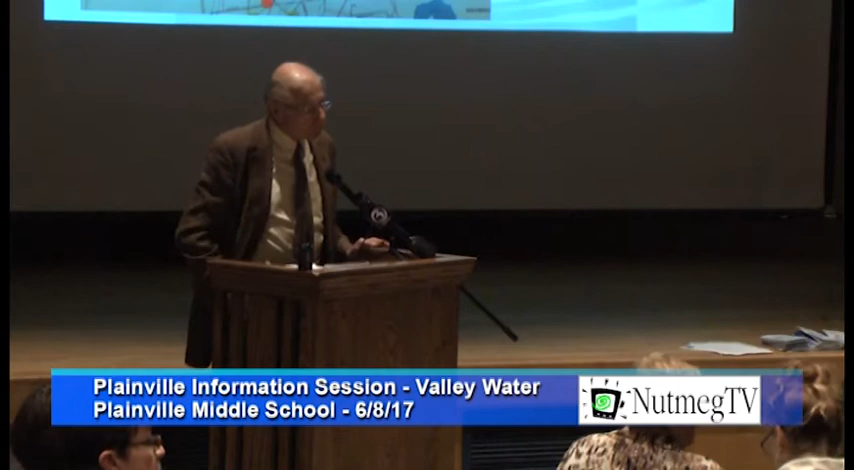 Plainville Information Session - Valley Water
Plainville Middle School - 6/8/17
NutmegTV